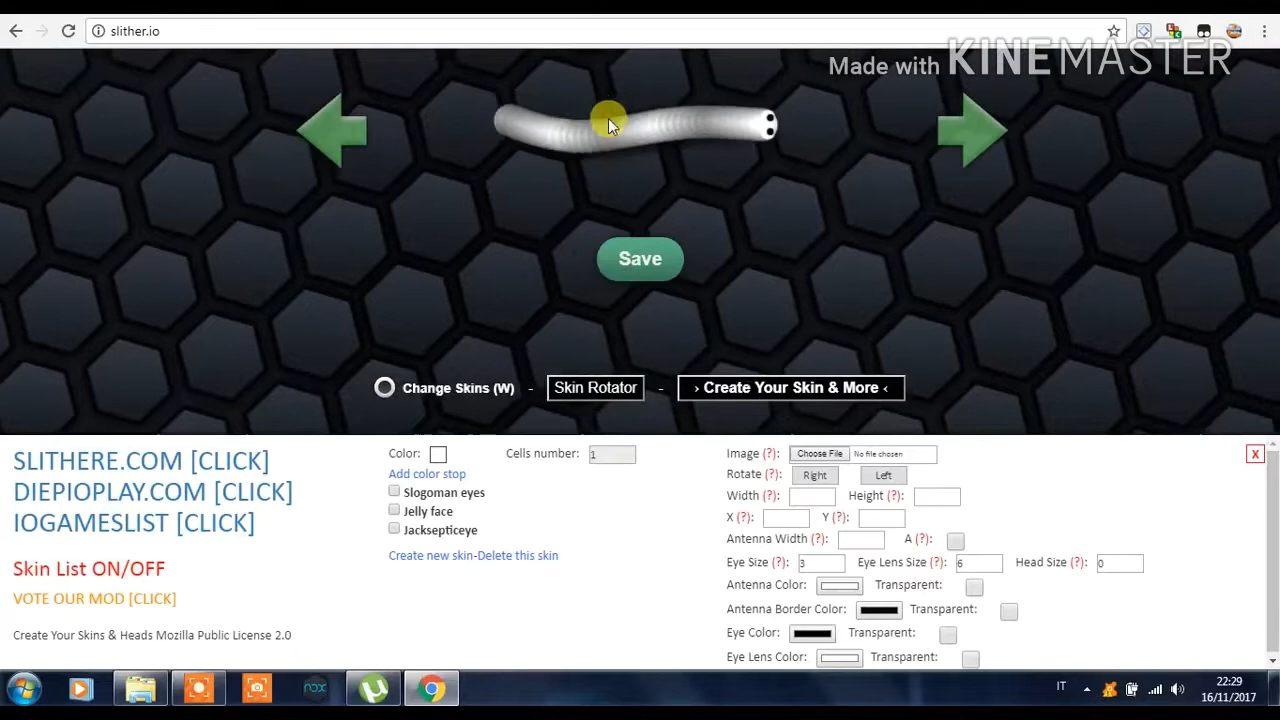 slither.io
Made with KINEMASTER
Save
Change Skins (W) - Skin Rotator - › Create Your Skin & More ‹
SLITHERE.COM [CLICK]
DIEPIOPLAY.COM [CLICK]
IOGAMESLIST [CLICK]
Skin List ON/OFF
VOTE OUR MOD [CLICK]
Create Your Skins & Heads Mozilla Public License 2.0
Color: Cells number: 1
Add color stop
Slogoman eyes
Jelly face
Jacksepticeye
Create new skin-Delete this skin
Image (?): Choose File No file chosen
X
Rotate (?): Right Left
Width (?): Height (?):
X (?): Y (?):
Antenna Width (?): A (?):
Eye Size (?): 3 Eye Lens Size (?): 6 Head Size (?): 0
Antenna Color: Transparent:
Antenna Border Color: Transparent:
Eye Color: Transparent:
Eye Lens Color: Transparent:
nox
IT
22:29
16/11/2017